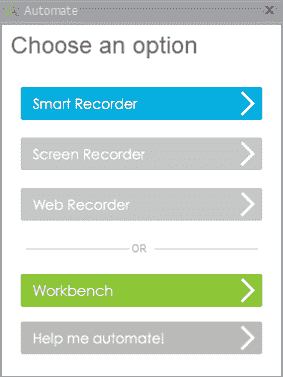 Automate
Choose an option
Smart Recorder
Screen Recorder
Web Recorder
OR
Workbench
Help me automate!